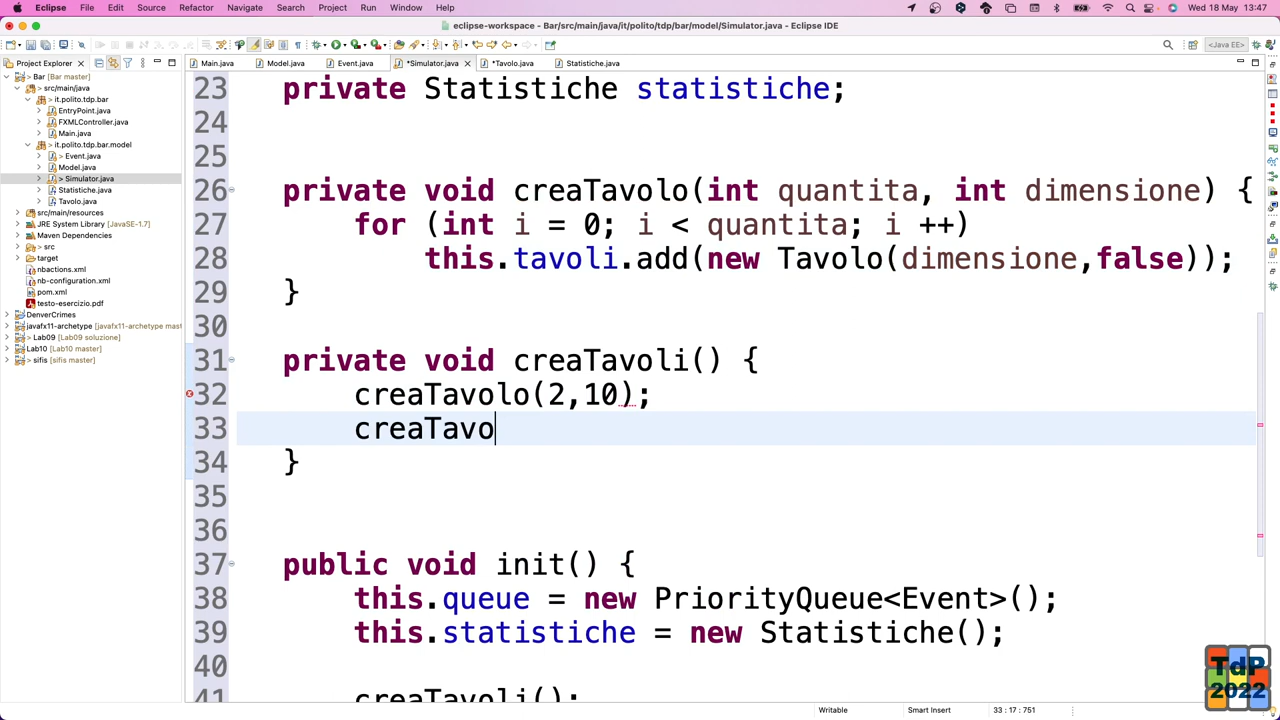 Eclipse File Edit Source Refactor Navigate Search Project Run Window Help Wed 18 May 13:47
eclipse-workspace - Bar/src/main/java/it/polito/tdp/bar/model/Simulator.java - Eclipse IDE
<Java EE>
Project Explorer
Main.java Model.java Event.java *Simulator.java *Tavolo.java Statistiche.java
Bar [Bar master]
src/main/java
it.polito.tdp.bar
EntryPoint.java
FXMLController.java
Main.java
it.polito.tdp.bar.model
> Event.java
Model.java
> Simulator.java
Statistiche.java
Tavolo.java
src/main/resources
JRE System Library [JavaSE-1.7]
Maven Dependencies
> src
target
nbactions.xml
nb-configuration.xml
pom.xml
testo-esercizio.pdf
DenverCrimes
javafx11-archetype [javafx11-archetype mast
> Lab09 [Lab09 soluzione]
Lab10 [Lab10 master]
> sifis [sifis master]
23 private Statistiche statistiche;
24
25
26 private void creaTavolo(int quantita, int dimensione) {
27 for (int i = 0; i < quantita; i ++)
28 this.tavoli.add(new Tavolo(dimensione,false));
29 }
30
31 private void creaTavoli() {
32 creaTavolo(2,10);
33 creaTavo
34 }
35
36
37 public void init() {
38 this.queue = new PriorityQueue<Event>();
39 this.statistiche = new Statistiche();
40
41 creaTavoli();
TdP
2022
Writable Smart Insert 33 : 17 : 751